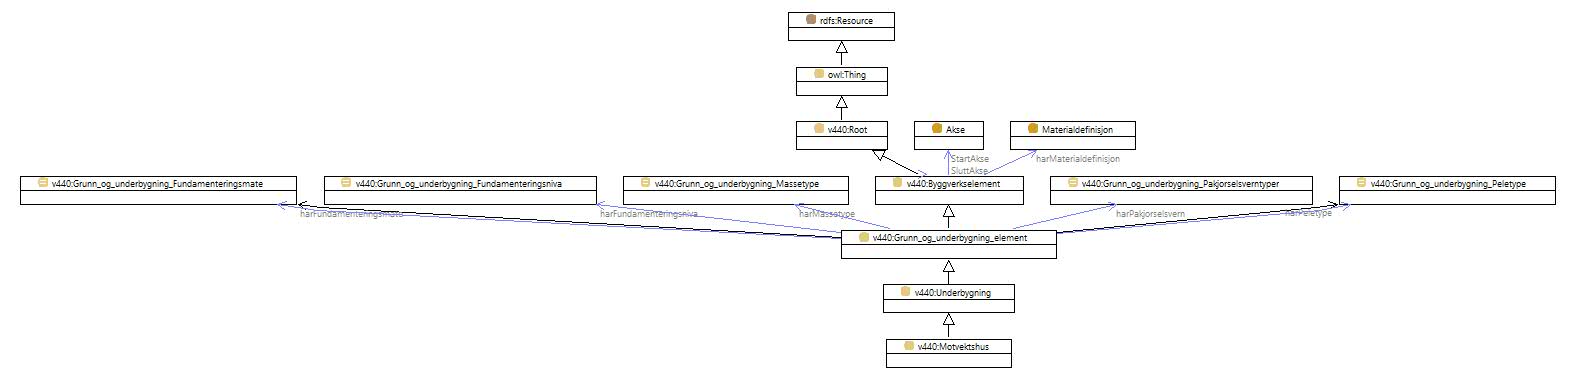 rdfs:Resource
owl:Thing
v440:Root
Akse
Materialdefinisjon
StartAkse
SluttAkse
harMaterialdefinisjon
v440:Grunn_og_underbygning_Fundamenteringsmate
v440:Grunn_og_underbygning_Fundamenteringsniva
v440:Grunn_og_underbygning_Massetype
v440:Byggverkselement
v440:Grunn_og_underbygning_Pakjorselsverntyper
v440:Grunn_og_underbygning_Peletype
harFundamenteringsmate
harFundamenteringsniva
harMassetype
harPakjorselsvern
harPeletype
v440:Grunn_og_underbygning_element
v440:Underbygning
v440:Motvektshus